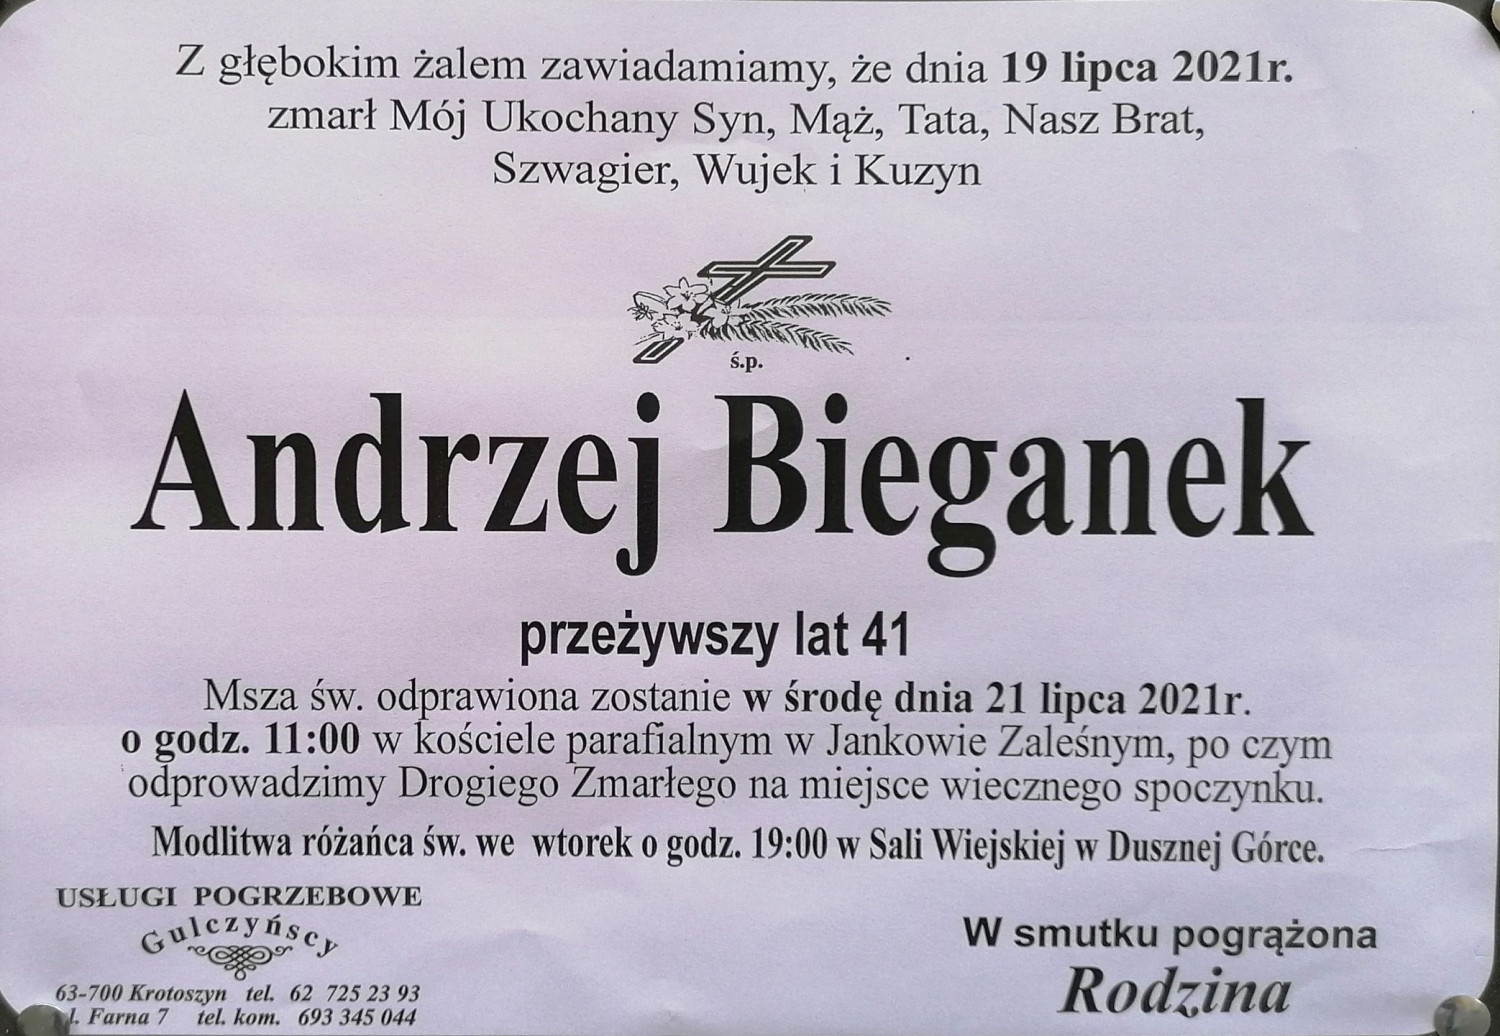 Z głębokim żalem zawiadamiamy, że dnia 19 lipca 2021r.
zmarł Mój Ukochany Syn, Mąż, Tata, Nasz Brat,
Szwagier, Wujek i Kuzyn
ś.p.
Andrzej Bieganek
przeżywszy lat 41
Msza św. odprawiona zostanie w środę dnia 21 lipca 2021r.
o godz. 11:00 w kościele parafialnym w Jankowie Zaleśnym, po czym
odprowadzimy Drogiego Zmarłego na miejsce wiecznego spoczynku.
Modlitwa różańca św. we wtorek o godz. 19:00 w Sali Wiejskiej w Dusznej Górce.
USŁUGI POGRZEBOWE
Gulczyńscy
63-700 Krotoszyn tel. 62 725 23 93
l. Farna 7 tel. kom. 693 345 044
W smutku pogrążona
Rodzina